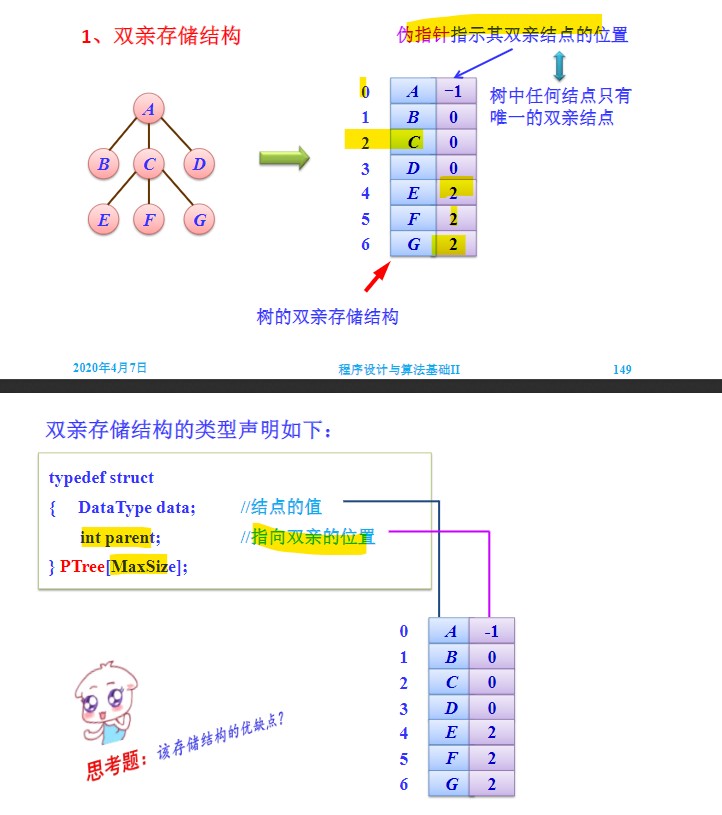 1、双亲存储结构
伪指针指示其双亲结点的位置
树中任何结点只有
唯一的双亲结点
A
B C D
E F G
0 A −1
1 B 0
2 C 0
3 D 0
4 E 2
5 F 2
6 G 2
树的双亲存储结构
2020年4月7日 程序设计与算法基础II 149
双亲存储结构的类型声明如下：
typedef struct
{ DataType data; //结点的值
int parent; //指向双亲的位置
} PTree[MaxSize];
0 A -1
1 B 0
2 C 0
3 D 0
4 E 2
5 F 2
6 G 2
思考题：该存储结构的优缺点？